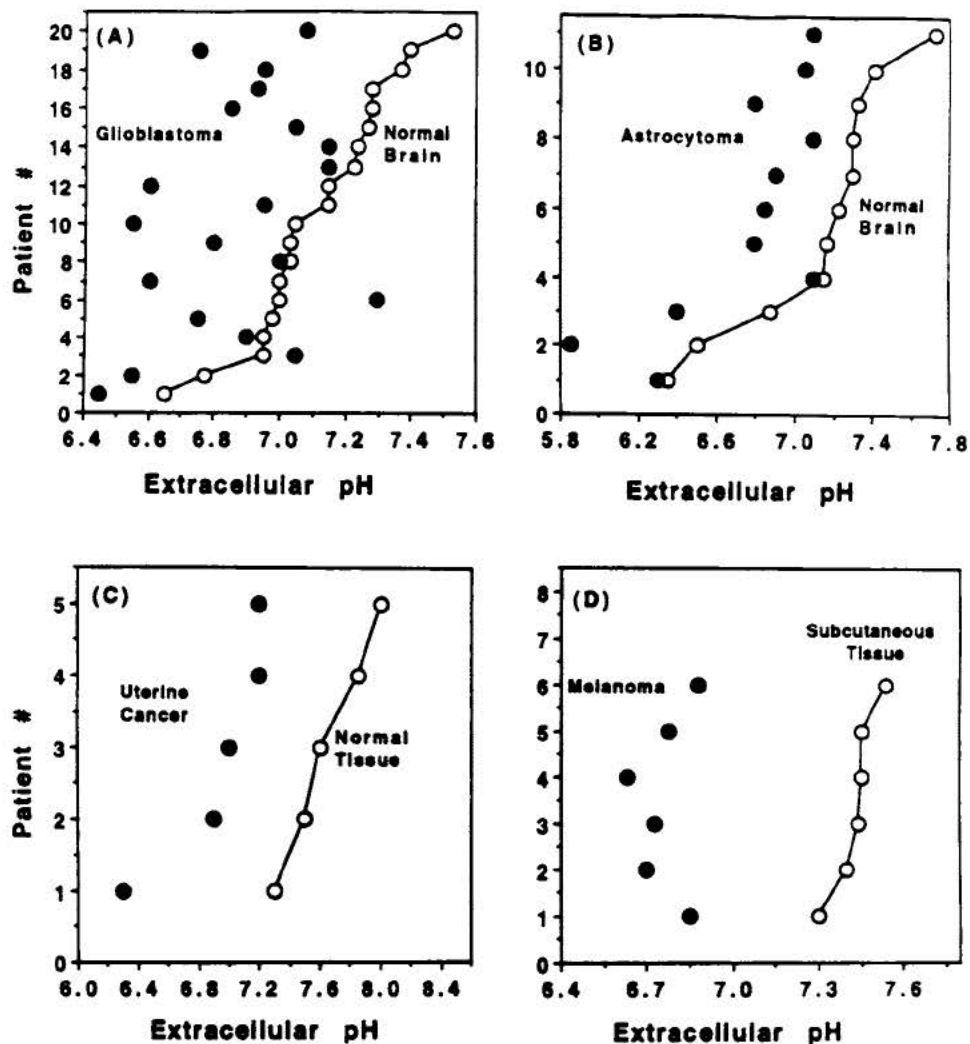 (A)
20
18
16
14
12
10
8
6
4
2
0
Patient #
Glioblastoma
Normal
Brain
6.4 6.6 6.8 7.0 7.2 7.4 7.6
Extracellular pH
(B)
10
8
6
4
2
0
Astrocytoma
Normal
Brain
5.8 6.2 6.6 7.0 7.4 7.8
Extracellular pH
(C)
5
4
3
2
1
0
Patient #
Uterine
Cancer
Normal
Tissue
6.0 6.4 6.8 7.2 7.6 8.0 8.4
Extracellular pH
(D)
8
7
6
5
4
3
2
1
0
Subcutaneous
Tissue
Melanoma
6.4 6.7 7.0 7.3 7.6
Extracellular pH